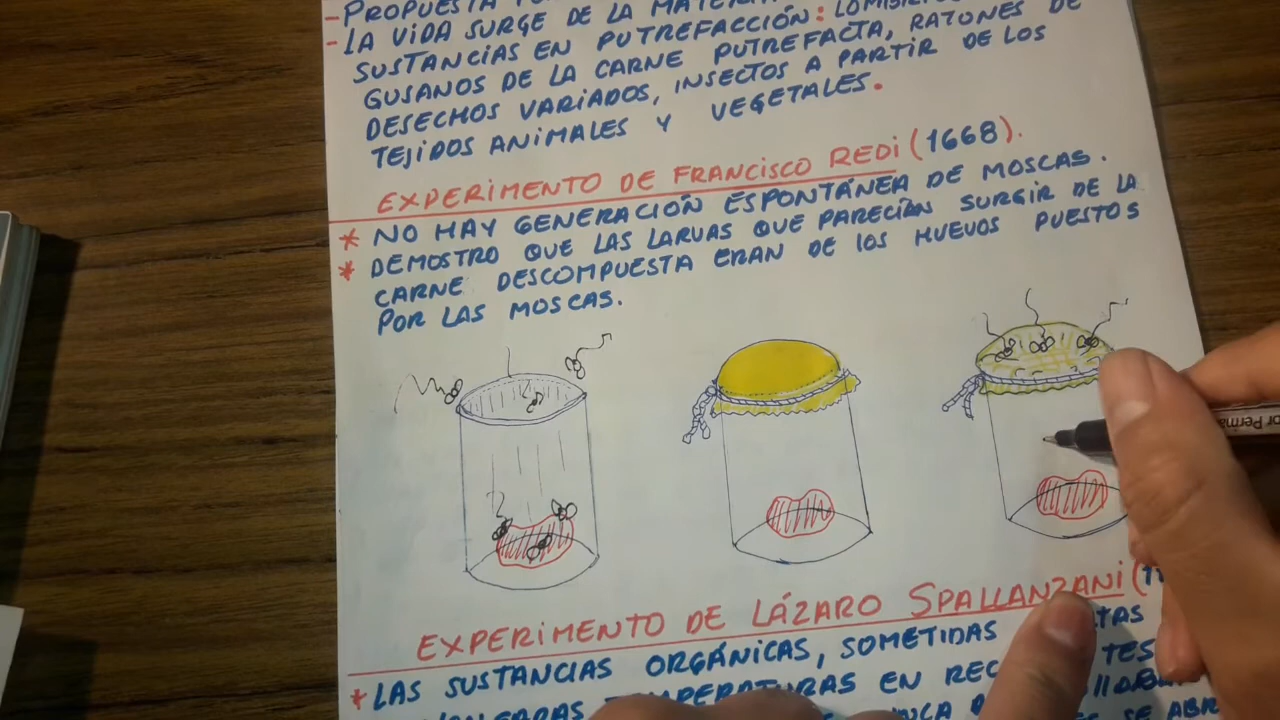 - PROPUESTA
- LA VIDA SURGE DE LA
SUSTANCIAS EN PUTREFACCIÓN:
GUSANOS DE LA CARNE PUTREFACTA, RATONES DE
DESECHOS VARIADOS, INSECTOS A PARTIR DE LOS
TEJIDOS ANIMALES Y VEGETALES.
EXPERIMENTO DE FRANCISCO REDI (1668).
* NO HAY GENERACIÓN ESPONTÁNEA DE MOSCAS.
* DEMOSTRO QUE LAS LARVAS QUE PARECÍAN SURGIR DE LA
CARNE DESCOMPUESTA ERAN DE LOS HUEVOS PUESTOS
POR LAS MOSCAS.
EXPERIMENTO DE LÁZARO SPALLANZANI
* LAS SUSTANCIAS ORGÁNICAS, SOMETIDAS
TEMPERATURAS EN